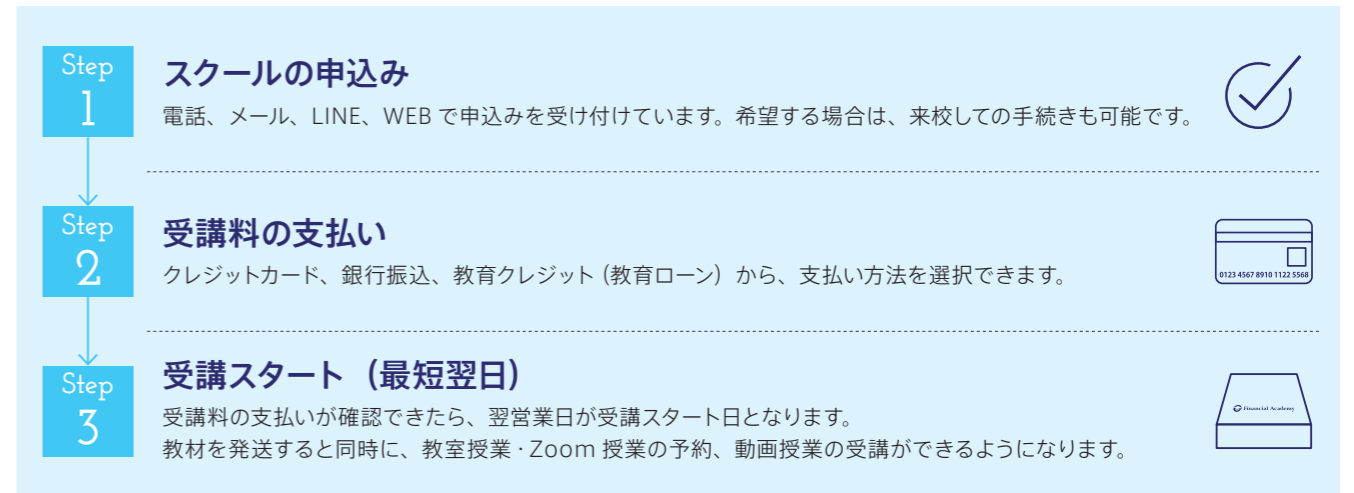 Step
1
スクールの申込み
電話、メール、LINE、WEB で申込みを受け付けています。希望する場合は、来校しての手続きも可能です。
Step
2
受講料の支払い
クレジットカード、銀行振込、教育クレジット（教育ローン）から、支払い方法を選択できます。
0123 4567 8910 1122 5568
Step
3
受講スタート（最短翌日）
受講料の支払いが確認できたら、翌営業日が受講スタート日となります。
教材を発送すると同時に、教室授業・Zoom 授業の予約、動画授業の受講ができるようになります。
Financial Academy